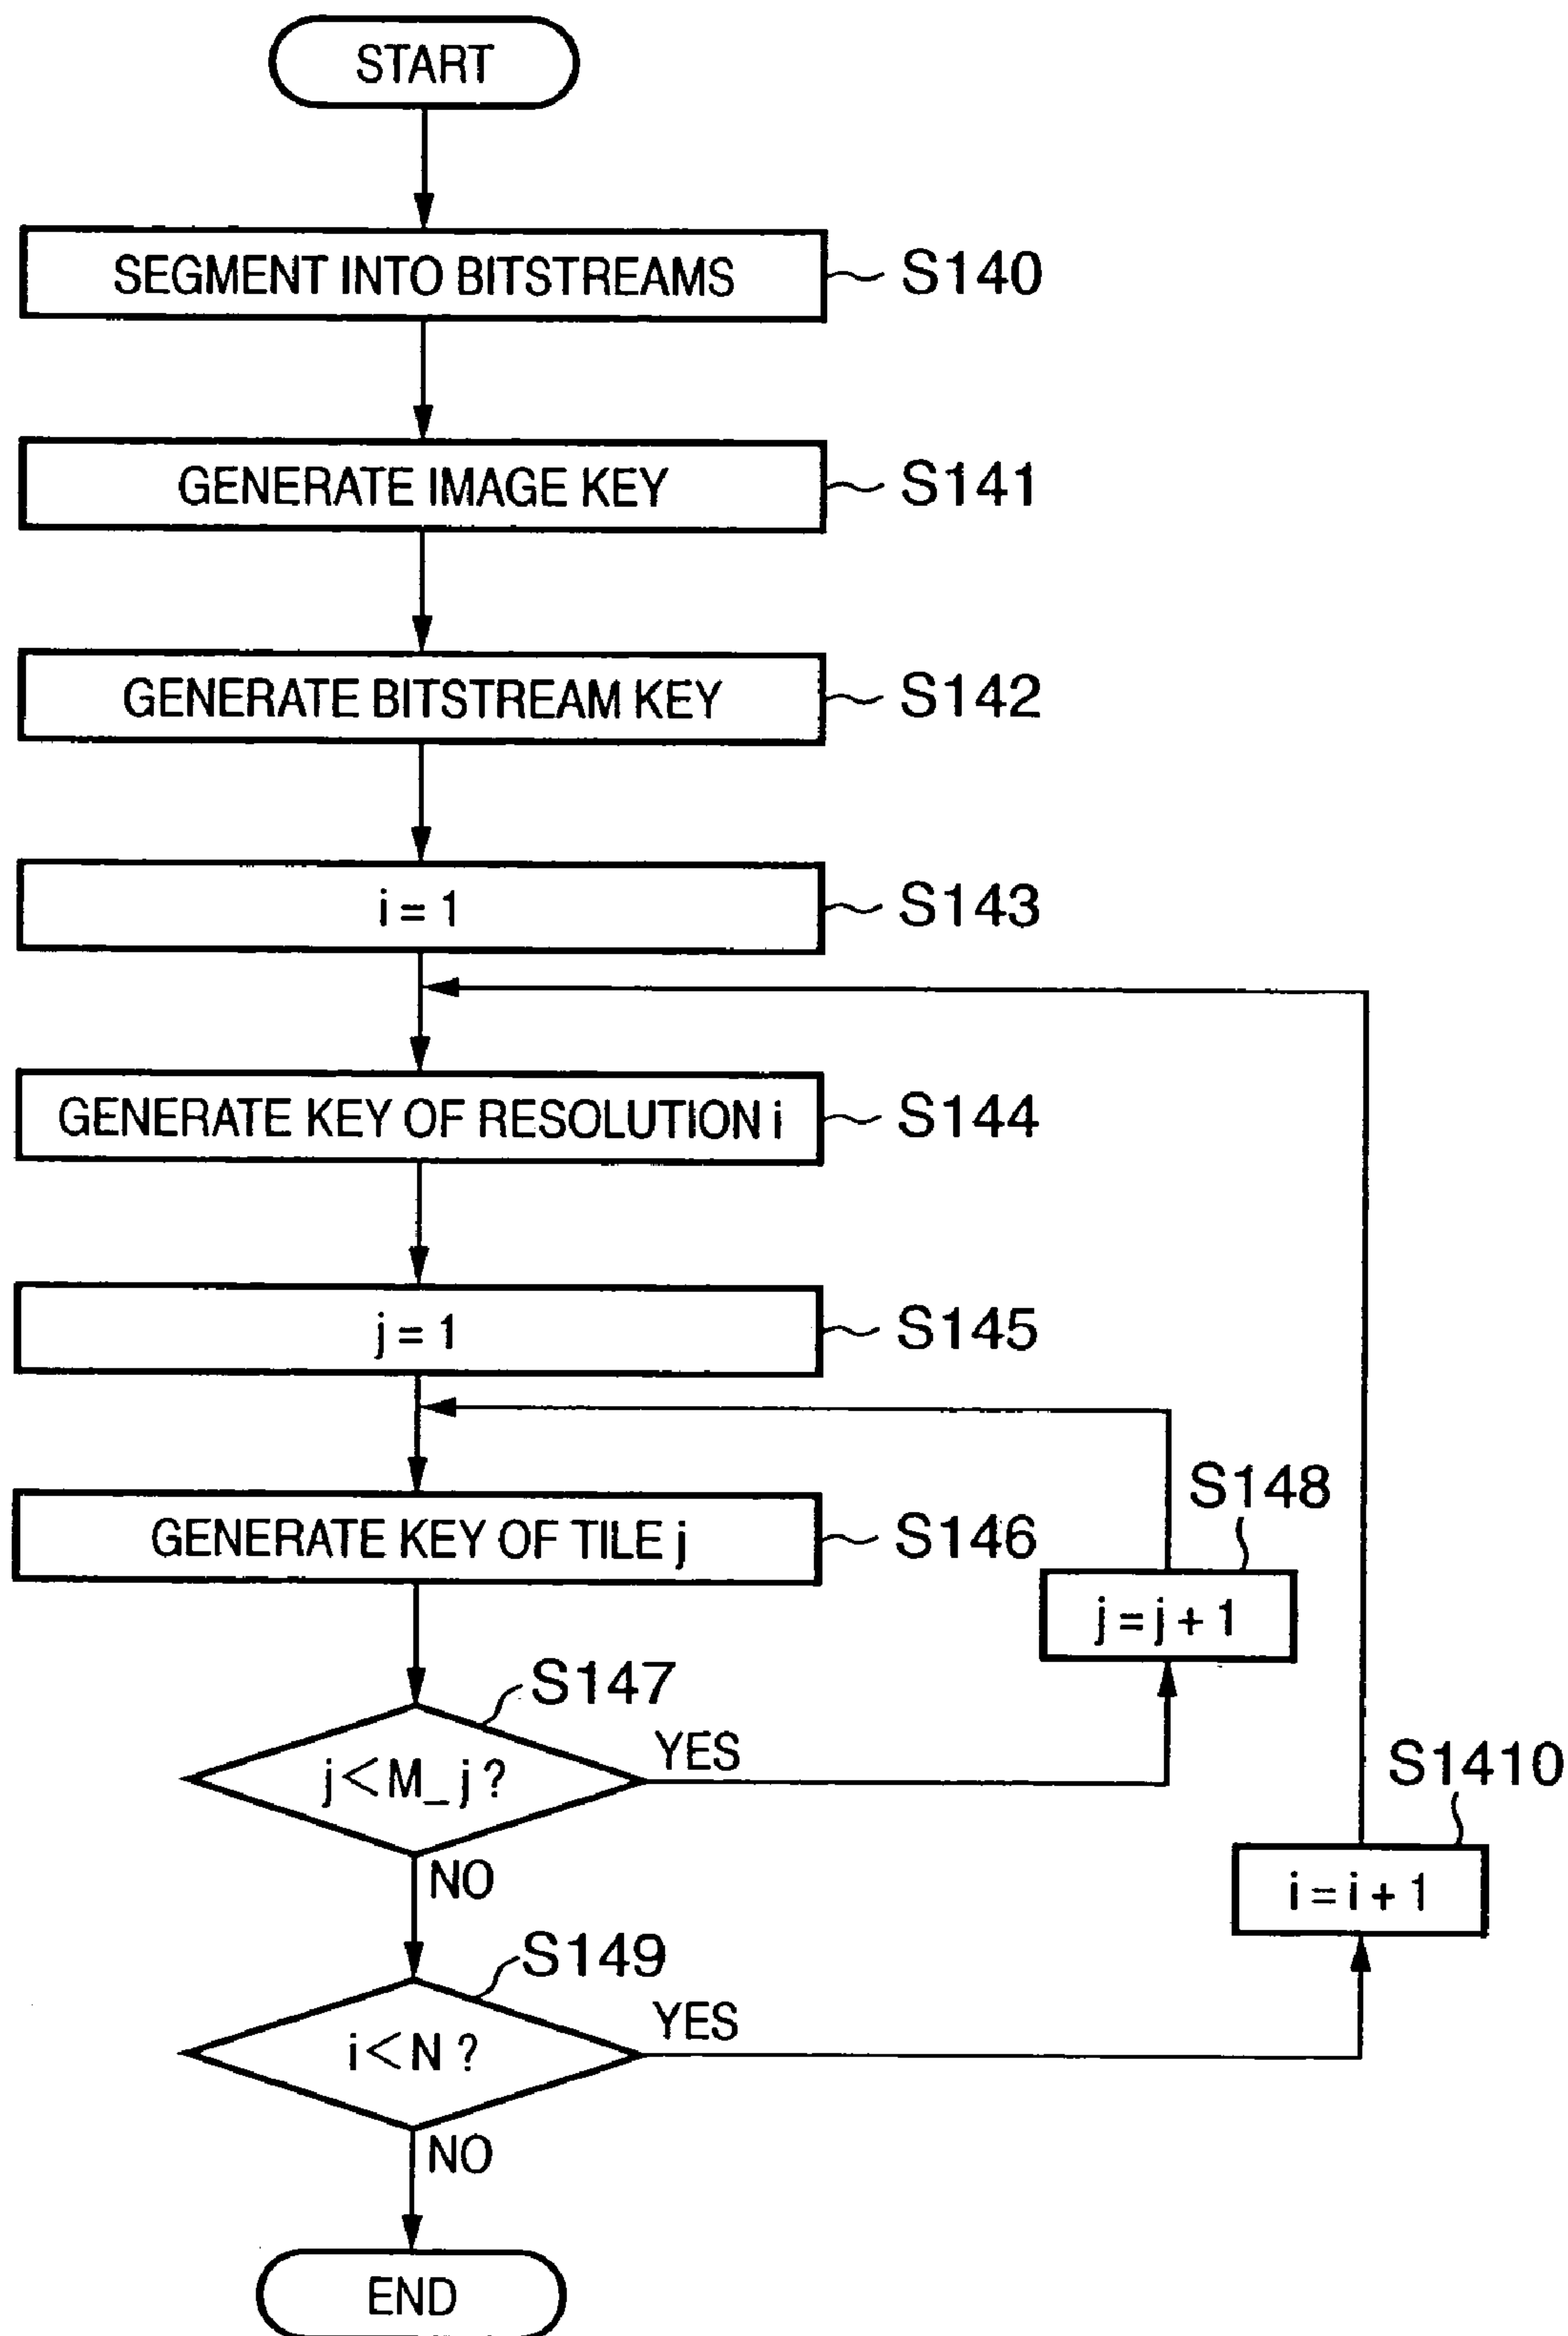 START
SEGMENT INTO BITSTREAMS
S140
GENERATE IMAGE KEY
S141
GENERATE BITSTREAM KEY
S142
i = 1
S143
GENERATE KEY OF RESOLUTION i
S144
j = 1
S145
GENERATE KEY OF TILE j
S146
S148
j = j + 1
S147
j < M_j ?
YES
NO
S1410
i = i + 1
S149
i < N ?
YES
NO
END